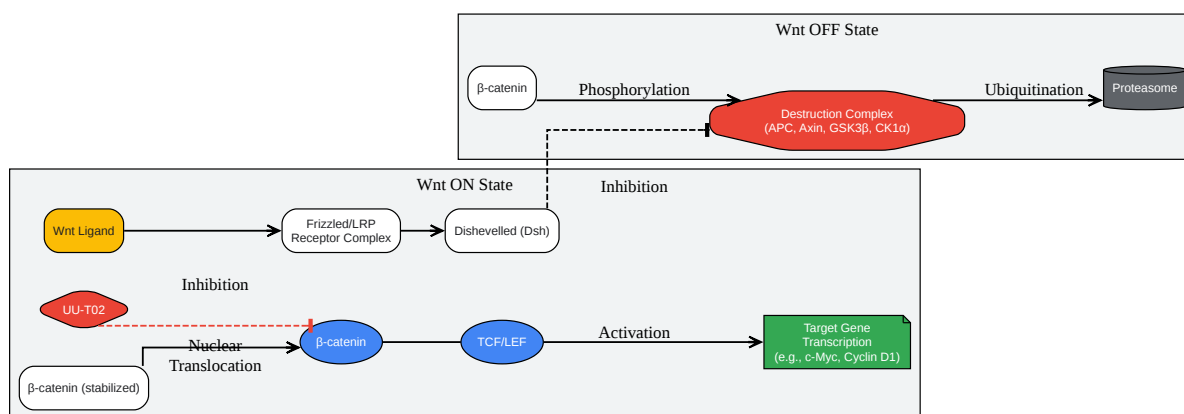 Wnt OFF State
β-catenin
Phosphorylation
Destruction Complex
(APC, Axin, GSK3β, CK1α)
Ubiquitination
Proteasome
Wnt ON State
Inhibition
Wnt Ligand
Frizzled/LRP
Receptor Complex
Dishevelled (Dsh)
Inhibition
UU-T02
Nuclear
Translocation
β-catenin
TCF/LEF
Activation
Target Gene
Transcription
(e.g., c-Myc, Cyclin D1)
β-catenin (stabilized)